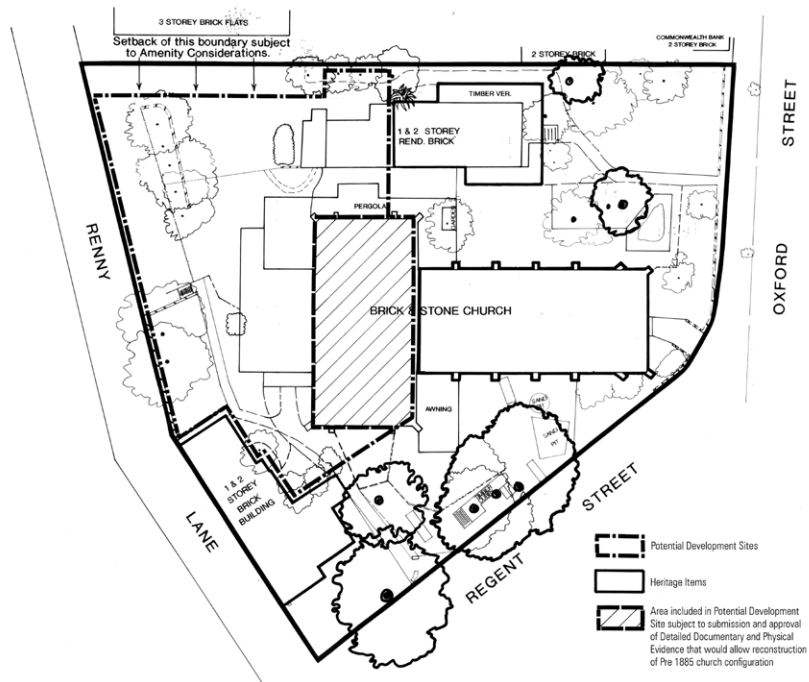 3 STOREY BRICK FLATS
Setback of this boundary subject
to Amenity Considerations.
2 STOREY BRICK
COMMONWEALTH BANK
2 STOREY BRICK
STREET
OXFORD
TIMBER VER.
1 & 2 STOREY
REND. BRICK
RENNY
LANE
PERGOLA
GARDEN
BRICK & STONE CHURCH
AWNING
SAND
PIT
SAND
PIT
1 & 2
STOREY
BRICK
BUILDING
REGENT
STREET
Potential Development Sites
Heritage Items
Area included in Potential Development
Site subject to submission and approval
of Detailed Documentary and Physical
Evidence that would allow reconstruction
of Pre 1885 church configuration